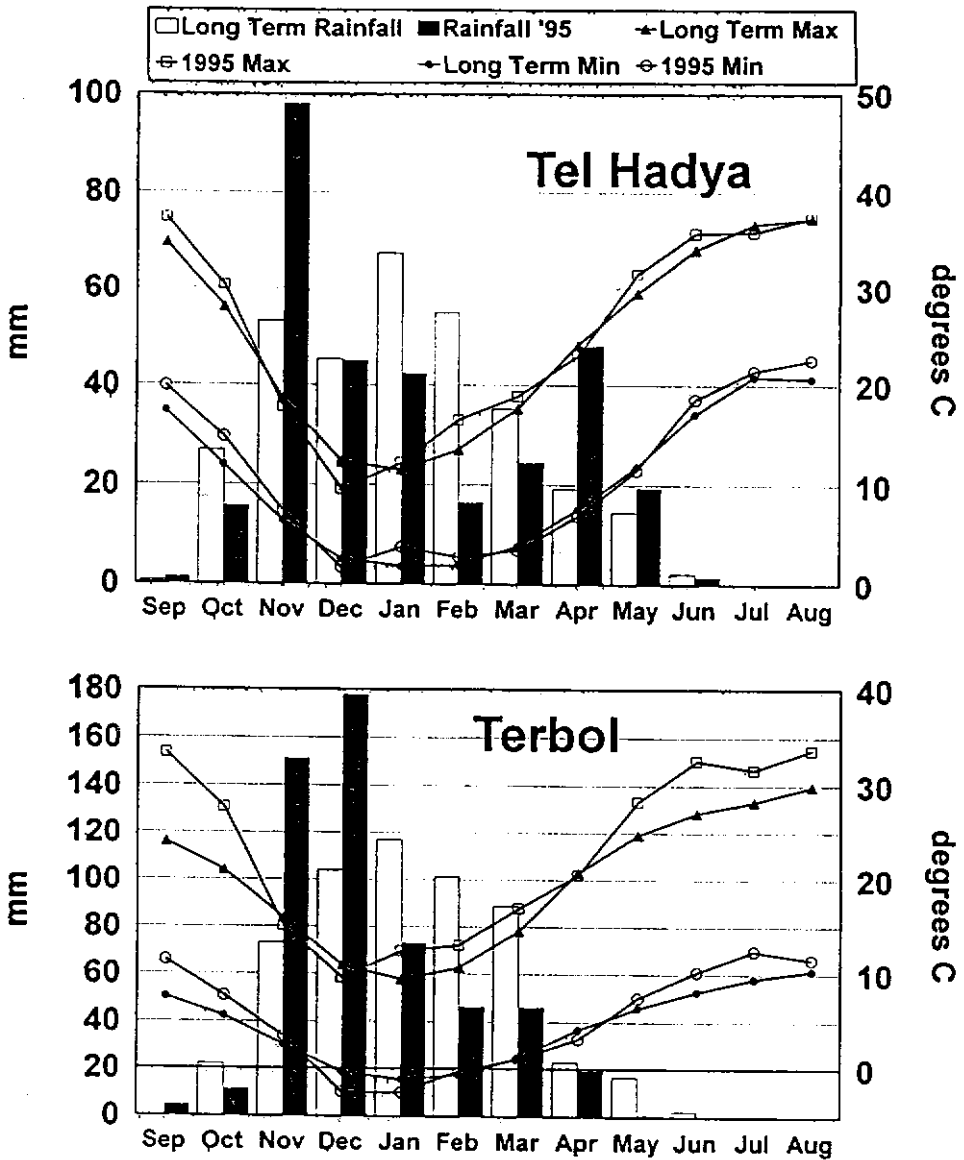 Long Term Rainfall Rainfall '95 Long Term Max
1995 Max Long Term Min 1995 Min
Tel Hadya
100
80
60
40
20
0
mm
50
40
30
20
10
0
degrees C
Sep Oct Nov Dec Jan Feb Mar Apr May Jun Jul Aug
Terbol
180
160
140
120
100
80
60
40
20
0
mm
40
30
20
10
0
degrees C
Sep Oct Nov Dec Jan Feb Mar Apr May Jun Jul Aug